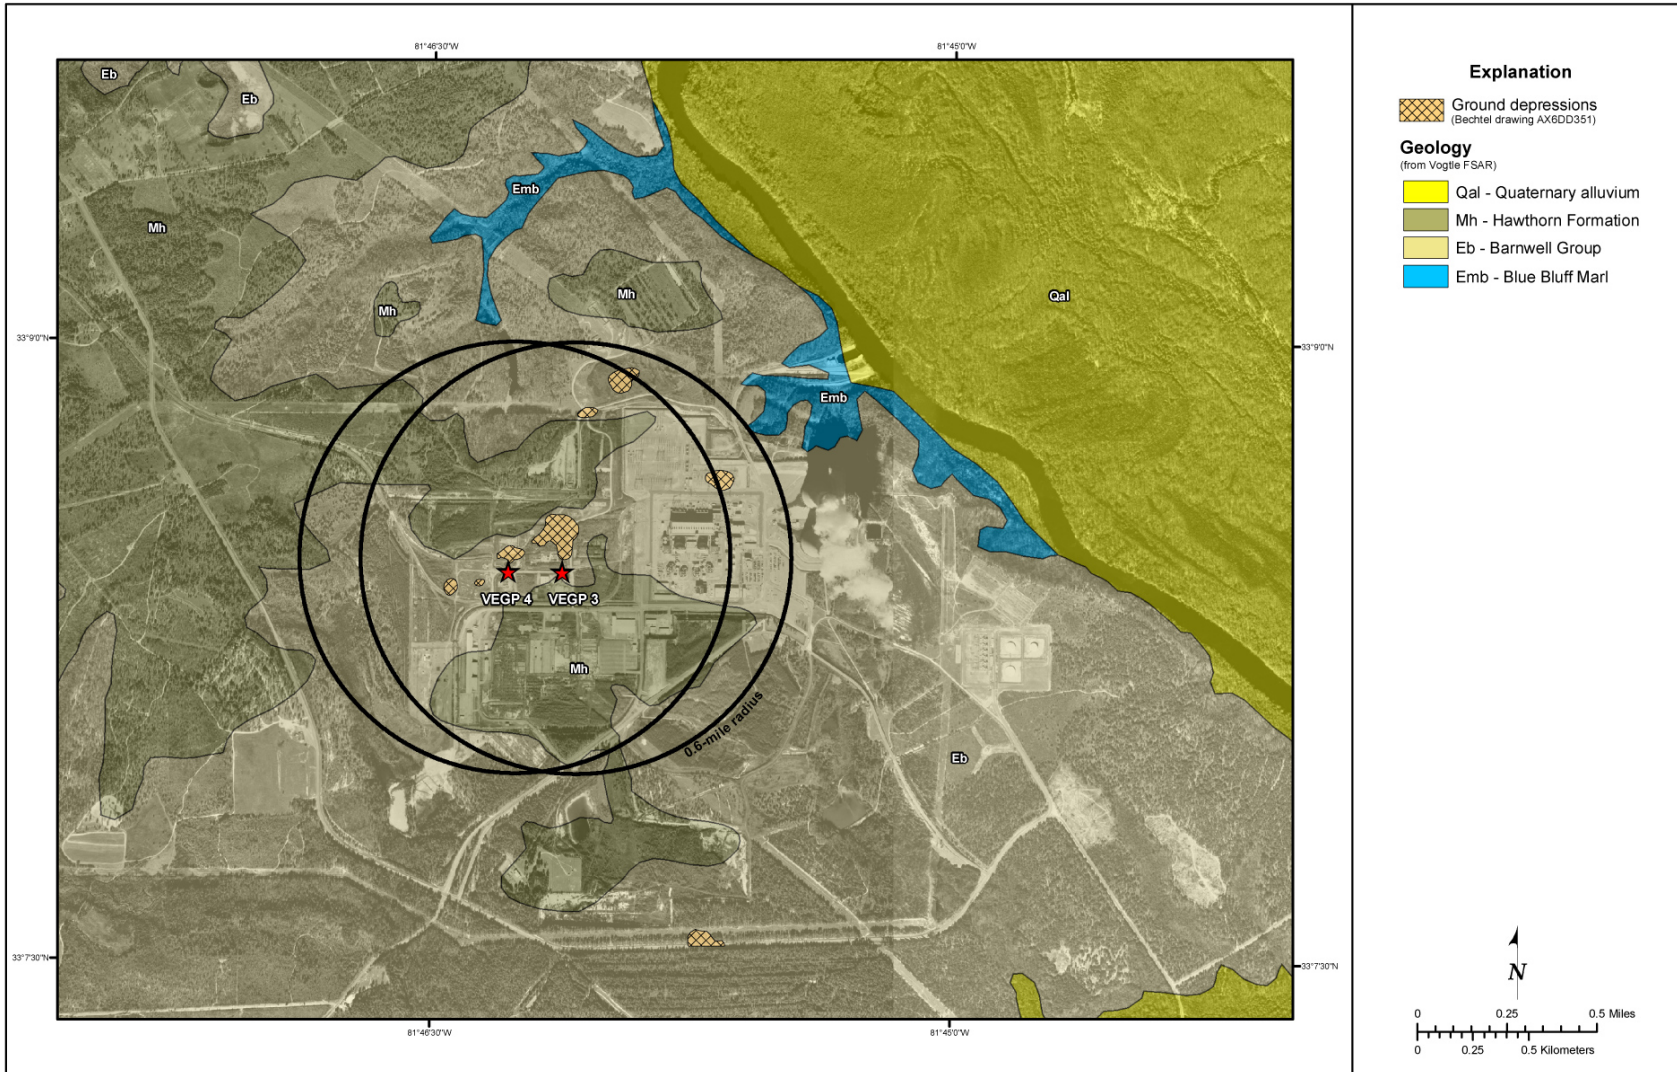 81°46'30"W
81°45'0"W
Eb
Eb
Emb
Mh
Mh
Mh
Qal
33°9'0"N
33°9'0"N
Emb
VEGP 4
VEGP 3
Mh
0.6-mile radius
Eb
33°7'30"N
33°7'30"N
81°46'30"W
81°45'0"W
Explanation
Ground depressions
(Bechtel drawing AX6DD351)
Geology
(from Vogtle FSAR)
Qal - Quaternary alluvium
Mh - Hawthorn Formation
Eb - Barnwell Group
Emb - Blue Bluff Marl
N
0 0.25 0.5 Miles
0 0.25 0.5 Kilometers